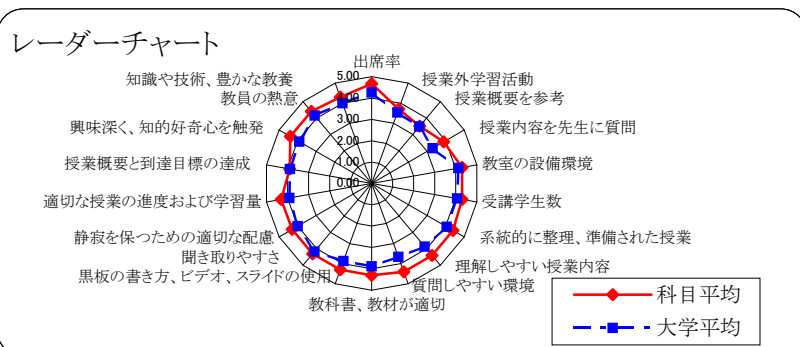 レーダーチャート
出席率
授業外学習活動
授業概要を参考
授業内容を先生に質問
教室の設備環境
受講学生数
系統的に整理、準備された授業
理解しやすい授業内容
質問しやすい環境
教科書、教材が適切
黒板の書き方、ビデオ、スライドの使用
聞き取りやすさ
静寂を保つための適切な配慮
適切な授業の進度および学習量
授業概要と到達目標の達成
興味深く、知的好奇心を触発
教員の熱意
知識や技術、豊かな教養
5.00
4.00
3.00
2.00
1.00
0.00
科目平均
大学平均